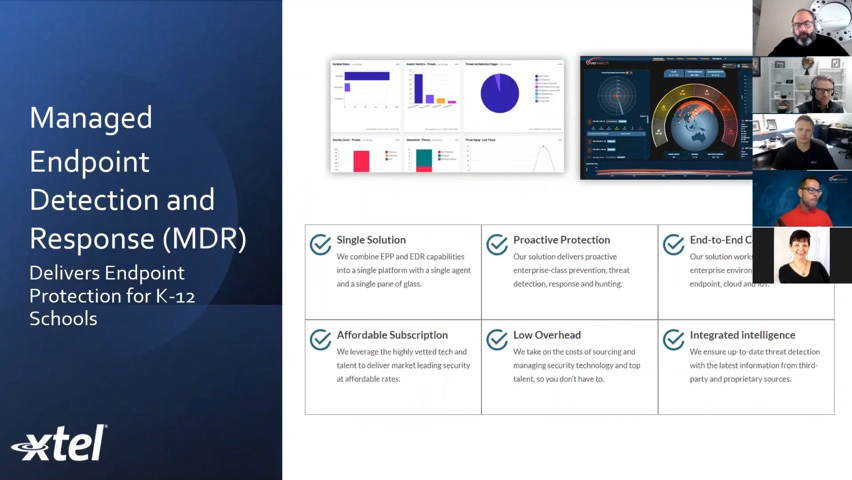 Managed
Endpoint
Detection and
Response (MDR)
Delivers Endpoint
Protection for K-12
Schools
xtel
Single Solution
We combine EPP and EDR capabilities
into a single platform with a single agent
and a single pane of glass.
Proactive Protection
Our solution delivers proactive
enterprise-class prevention, threat
detection, response and hunting.
End-to-End C
Our solution works
enterprise environ
endpoint, cloud and IoT.
Affordable Subscription
We leverage the highly vetted tech and
talent to deliver market leading security
at affordable rates.
Low Overhead
We take on the costs of sourcing and
managing security technology and top
talent, so you don't have to.
Integrated intelligence
We ensure up-to-date threat detection
with the latest information from third-
party and proprietary sources.